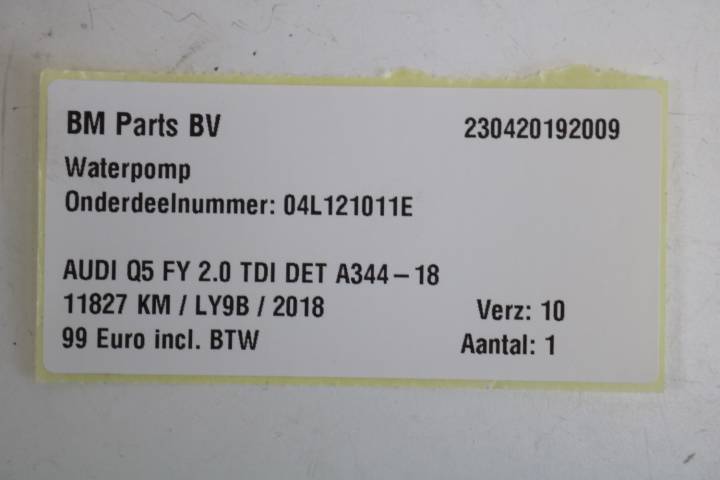 BM Parts BV 230420192009
Waterpomp
Onderdeelnummer: 04L121011E
AUDI Q5 FY 2.0 TDI DET A344-18
11827 KM / LY9B / 2018 Verz: 10
99 Euro incl. BTW Aantal: 1